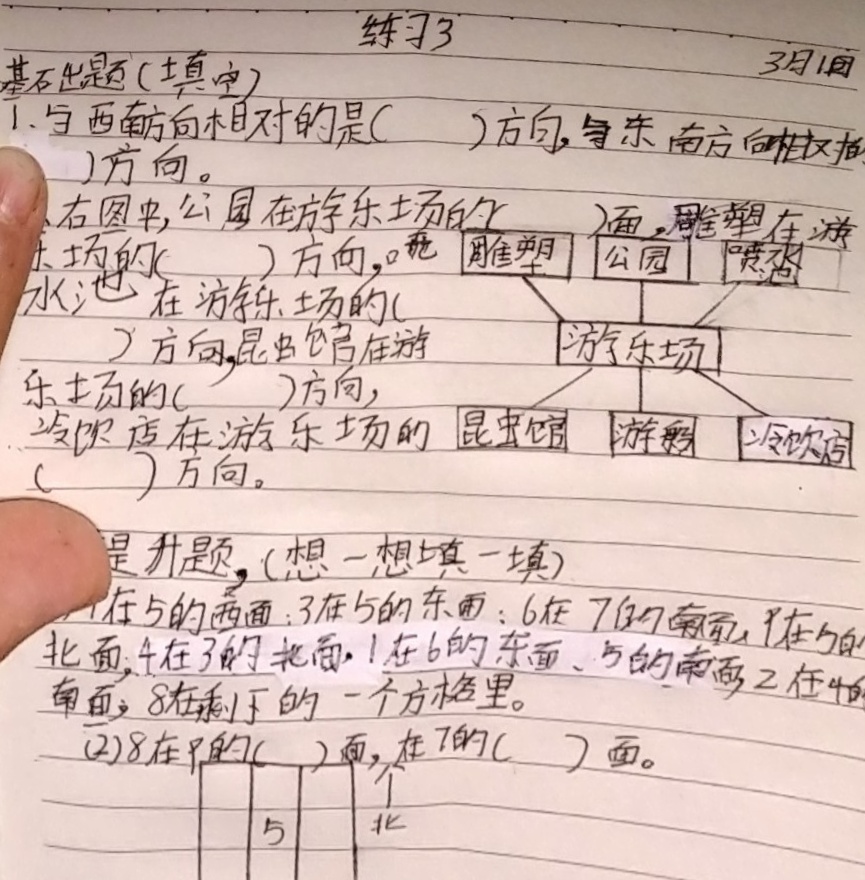 练习3
3月1日
基础题(填空)
1.与西南方向相对的是( )方向,与东南方向相对
)方向。
右图中,公园在游乐场的( )面,雕塑在游
乐场的( )方向。喷
水池在游乐场的(
)方向,昆虫馆在游
乐场的( )方向,
冷饮店在游乐场的
( )方向。
雕塑 公园 喷水池
游乐场
昆虫馆 游船 冷饮店
提升题,(想一想填一填)
7在5的西面;3在5的东面;6在7的南面,9在5的
北面;4在3的北面.1在6的东面、5的南面,2在4的
南面;8在剩下的一个方格里。
(2)8在9的( )面,在7的( )面。
5
北